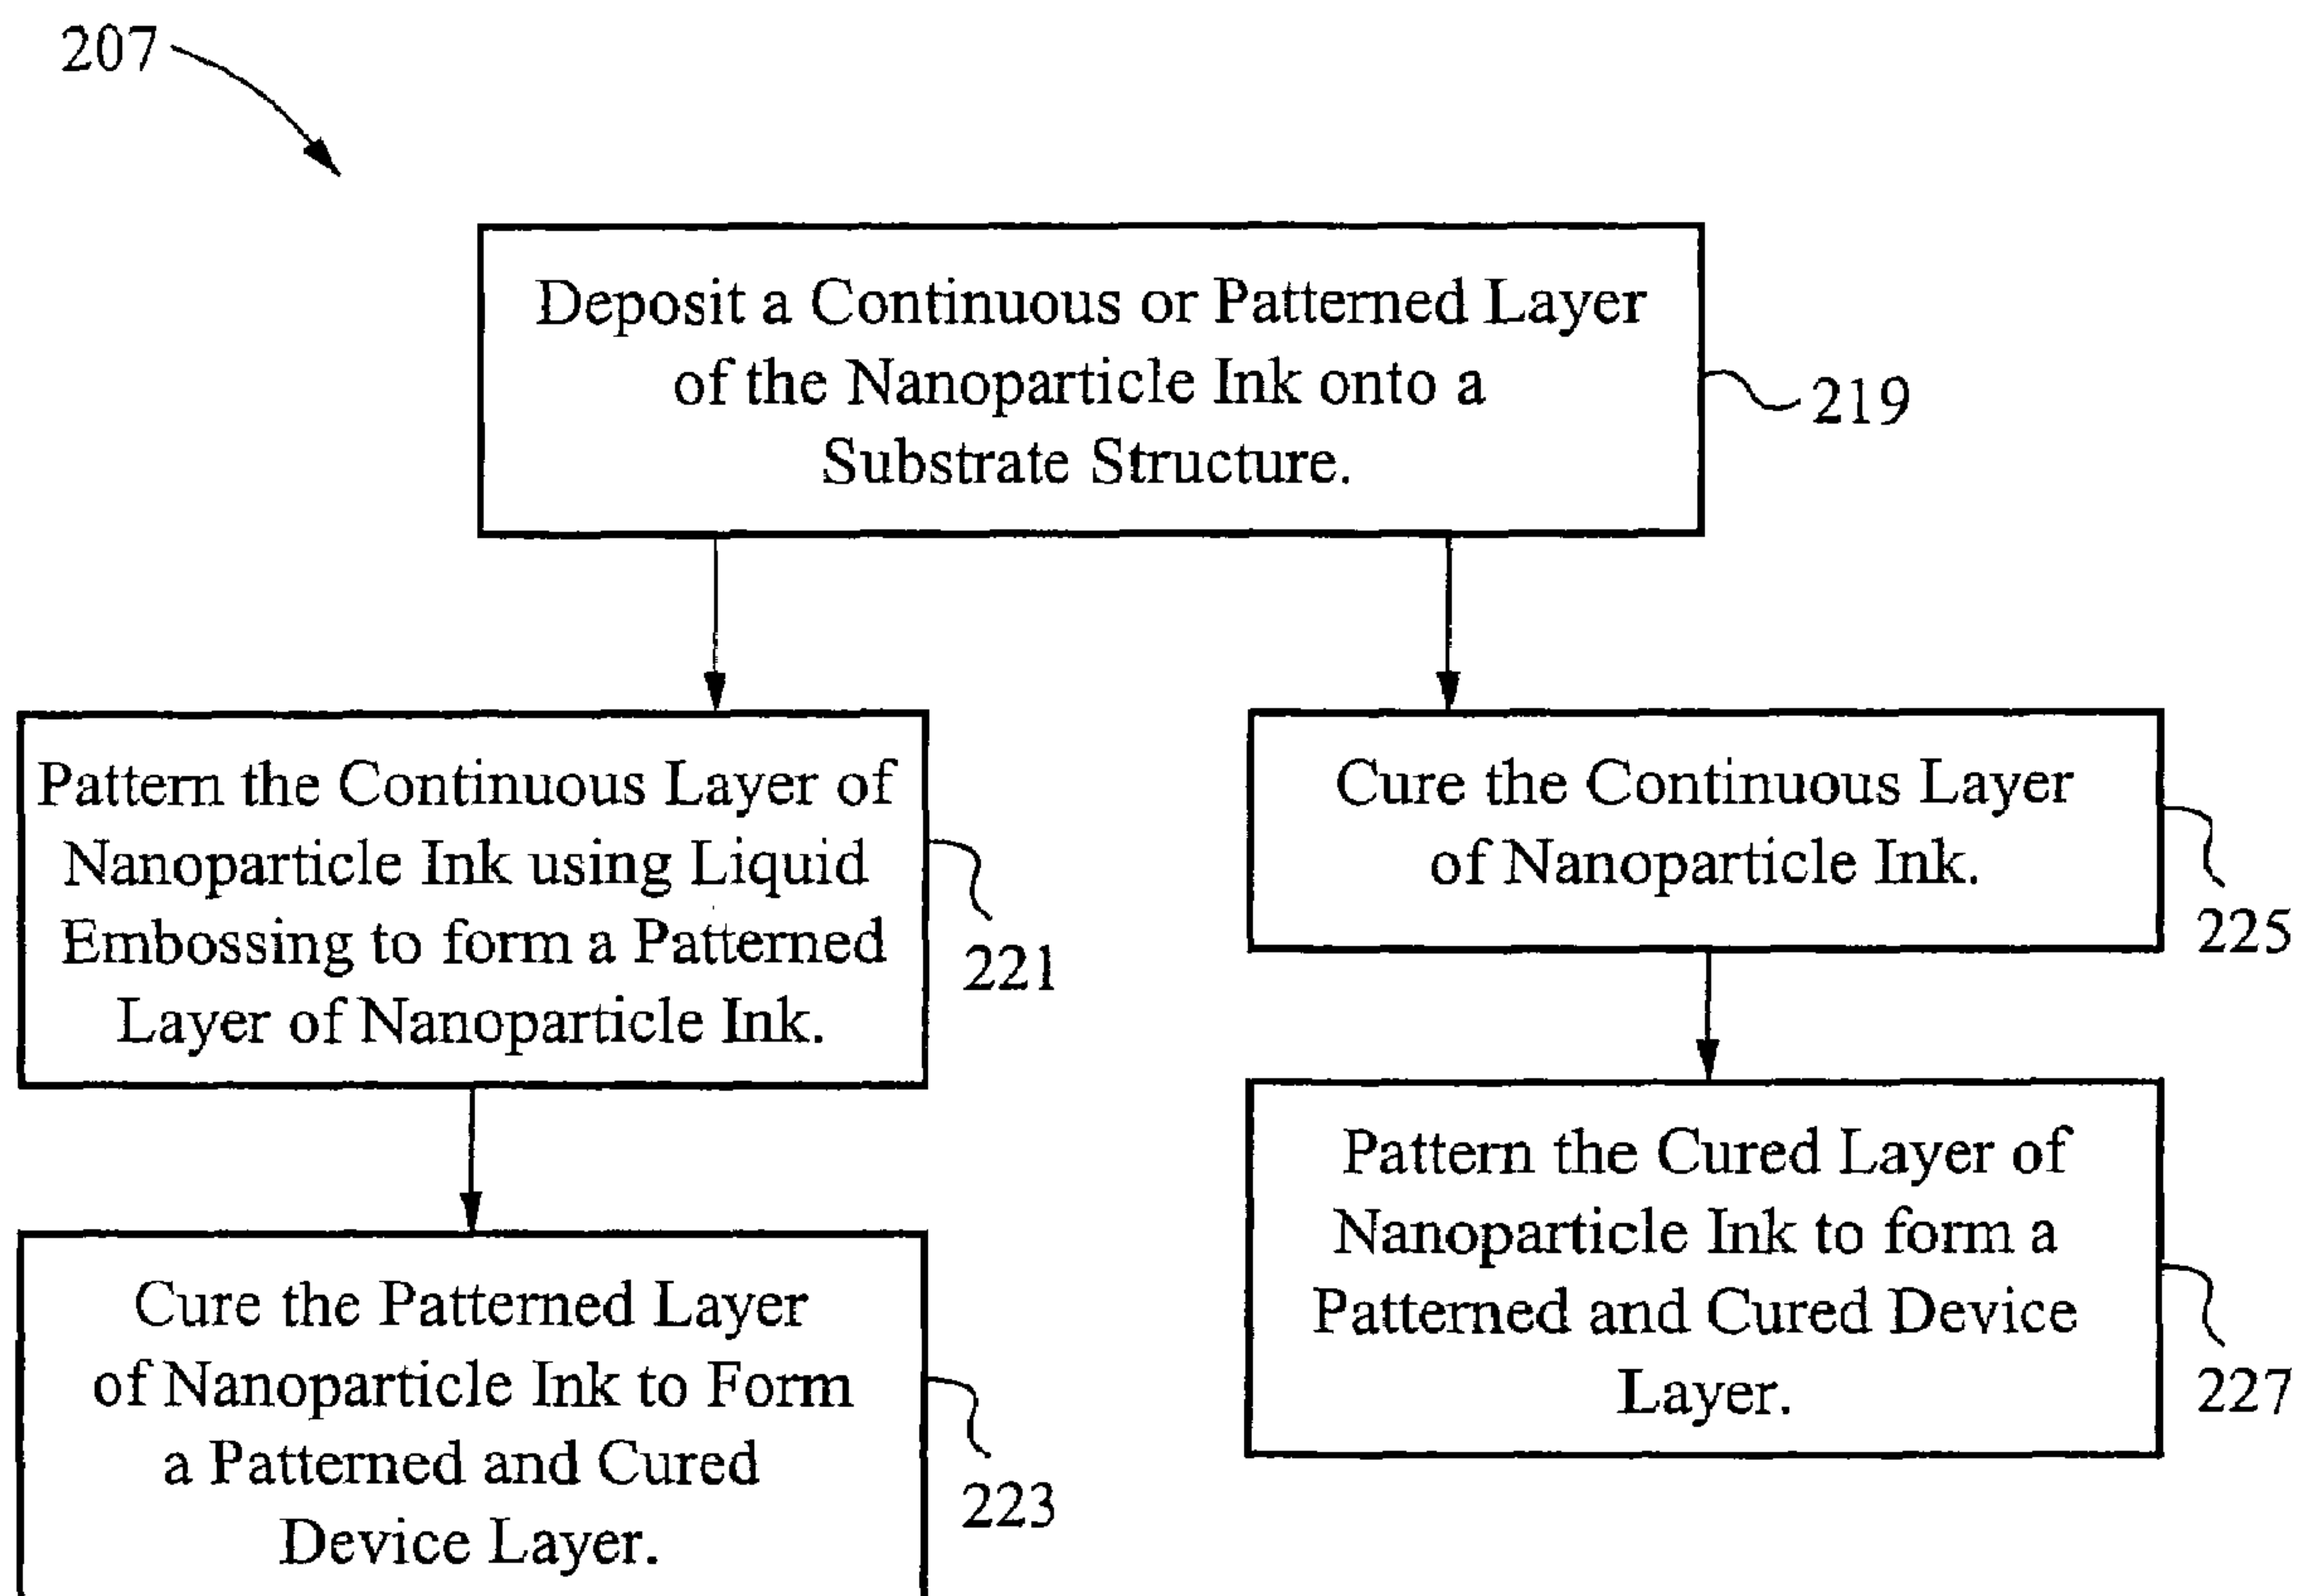 207
Deposit a Continuous or Patterned Layer
of the Nanoparticle Ink onto a
Substrate Structure.
219
Pattern the Continuous Layer of
Nanoparticle Ink using Liquid
Embossing to form a Patterned
Layer of Nanoparticle Ink.
221
Cure the Patterned Layer
of Nanoparticle Ink to Form
a Patterned and Cured
Device Layer.
223
Cure the Continuous Layer
of Nanoparticle Ink.
225
Pattern the Cured Layer of
Nanoparticle Ink to form a
Patterned and Cured Device
Layer.
227